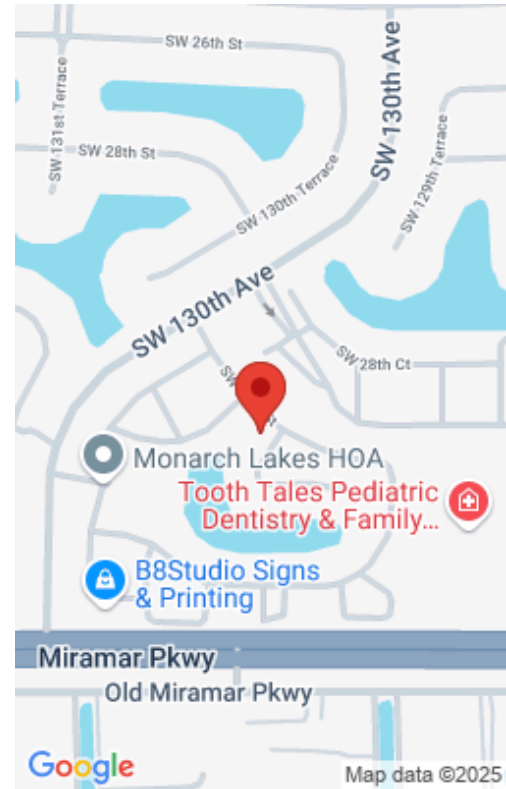 SW 26th St
SW 130th Ave
SW 131st Terrace
SW 28th St
SW 130th Terrace
SW 129th Terrace
SW 130th Ave
SW 28th Ct
SW
Monarch Lakes HOA
Tooth Tales Pediatric
Dentistry & Family...
B8Studio Signs
& Printing
Miramar Pkwy
Old Miramar Pkwy
Google
Map data ©2025